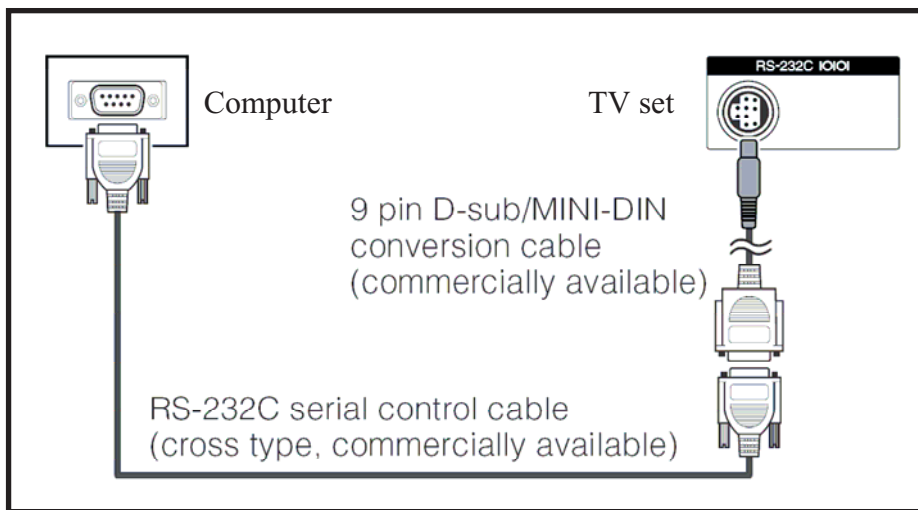 RS-232C IOIOI
Computer
TV set
9 pin D-sub/MINI-DIN
conversion cable
(commercially available)
RS-232C serial control cable
(cross type, commercially available)